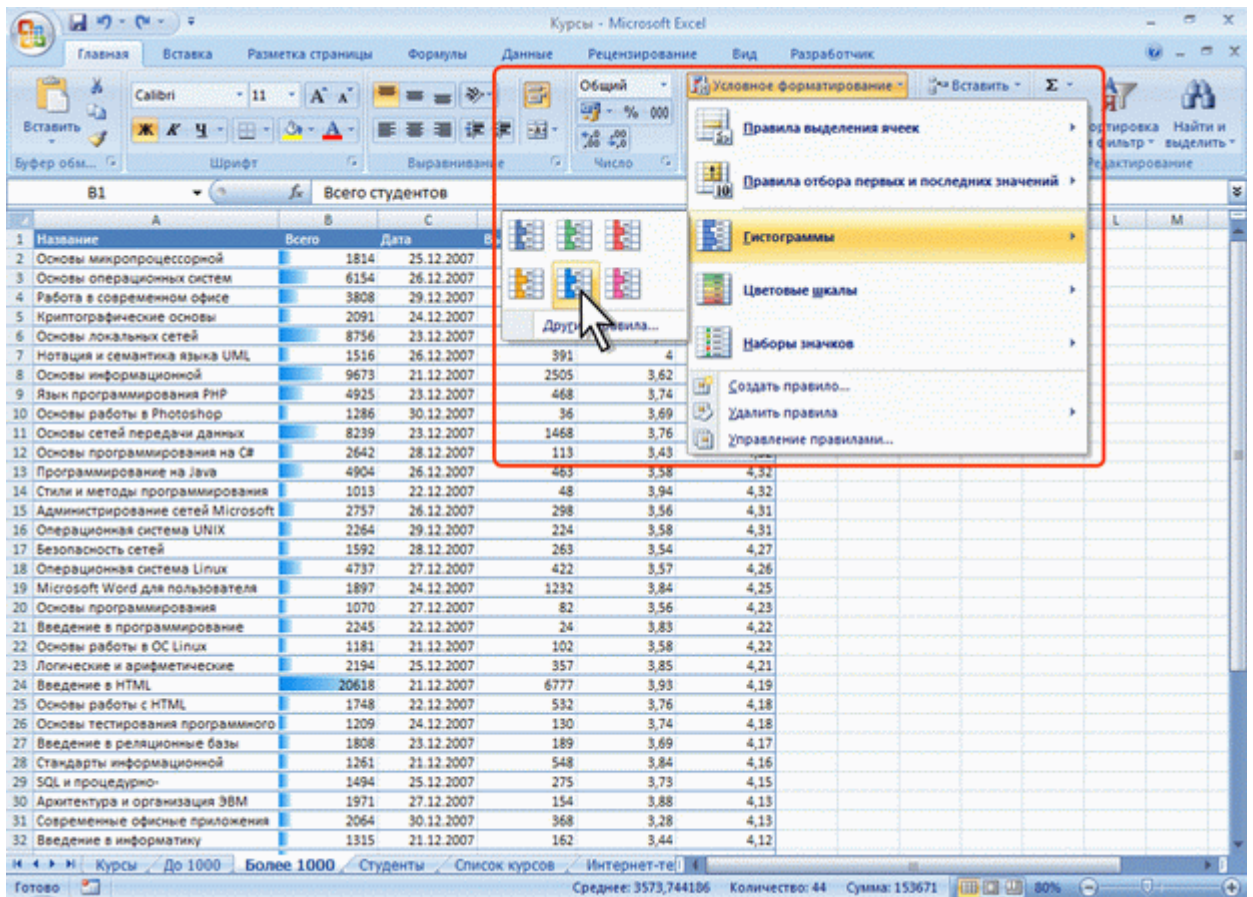 Курсы - Microsoft Excel
Главная Вставка Разметка страницы Формулы Данные Рецензирование Вид Разработчик
Calibri 11 Общий Условное форматирование Вставить Σ
Вставить Ж К Ч А % 000 Сортировка и фильтр Найти и выделить
Буфер обм... Шрифт Выравнивание Число Редактирование
B1 fx Всего студентов
Правила выделения ячеек
Правила отбора первых и последних значений
Гистограммы
Цветовые шкалы
Наборы значков
Создать правило...
Удалить правила
Управление правилами...
A B C L M
1 Название Всего Дата
2 Основы микропроцессорной 1814 25.12.2007
3 Основы операционных систем 6154 26.12.2007
4 Работа в современном офисе 3808 29.12.2007
5 Криптографические основы 2091 24.12.2007
6 Основы локальных сетей 8756 23.12.2007
7 Нотация и семантика языка UML 1516 26.12.2007 391 4
8 Основы информационной 9673 21.12.2007 2505 3,62
9 Язык программирования PHP 4925 23.12.2007 468 3,74
10 Основы работы в Photoshop 1286 30.12.2007 36 3,69
11 Основы сетей передачи данных 8239 23.12.2007 1468 3,76
12 Основы программирования на C# 2642 28.12.2007 113 3,43
13 Программирование на Java 4904 26.12.2007 463 3,58 4,32
14 Стили и методы программирования 1013 22.12.2007 48 3,94 4,32
15 Администрирование сетей Microsoft 2757 26.12.2007 298 3,56 4,31
16 Операционная система UNIX 2264 29.12.2007 224 3,58 4,31
17 Безопасность сетей 1592 28.12.2007 263 3,54 4,27
18 Операционная система Linux 4737 27.12.2007 422 3,57 4,26
19 Microsoft Word для пользователя 1897 24.12.2007 1232 3,84 4,25
20 Основы программирования 1070 27.12.2007 82 3,56 4,23
21 Введение в программирование 2245 22.12.2007 24 3,83 4,22
22 Основы работы в ОС Linux 1181 21.12.2007 102 3,58 4,22
23 Логические и арифметические 2194 25.12.2007 357 3,85 4,21
24 Введение в HTML 20618 21.12.2007 6777 3,93 4,19
25 Основы работы с HTML 1748 22.12.2007 532 3,76 4,18
26 Основы тестирования программного 1209 24.12.2007 130 3,74 4,18
27 Введение в реляционные базы 1808 23.12.2007 189 3,69 4,17
28 Стандарты информационной 1261 21.12.2007 548 3,84 4,16
29 SQL и процедурно- 1494 25.12.2007 275 3,73 4,15
30 Архитектура и организация ЭВМ 1971 27.12.2007 154 3,88 4,13
31 Современные офисные приложения 2064 30.12.2007 368 3,28 4,13
32 Введение в информатику 1315 21.12.2007 162 3,44 4,12
Курсы До 1000 Более 1000 Студенты Список курсов Интернет-те
Готово Среднее: 3573,744186 Количество: 44 Сумма: 153671 80%